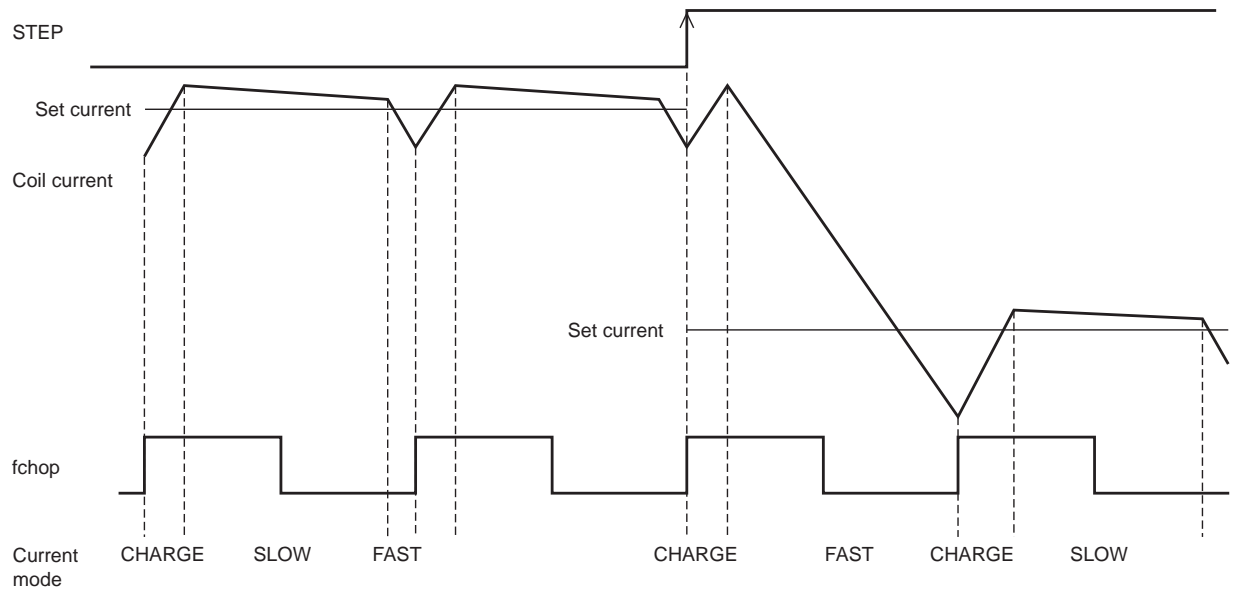 STEP
Set current
Coil current
Set current
fchop
Current mode
CHARGE SLOW FAST CHARGE FAST CHARGE SLOW